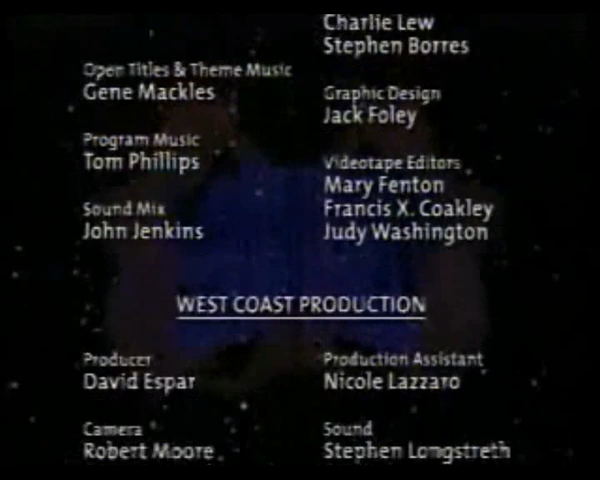 Charlie Lew
Stephen Borres
Open Titles & Theme Music
Gene Mackles
Graphic Design
Jack Foley
Program Music
Tom Phillips
Videotape Editors
Mary Fenton
Francis X. Coakley
Judy Washington
Sound Mix
John Jenkins
WEST COAST PRODUCTION
Producer
David Espar
Production Assistant
Nicole Lazzaro
Camera
Robert Moore
Sound
Stephen Longstreth